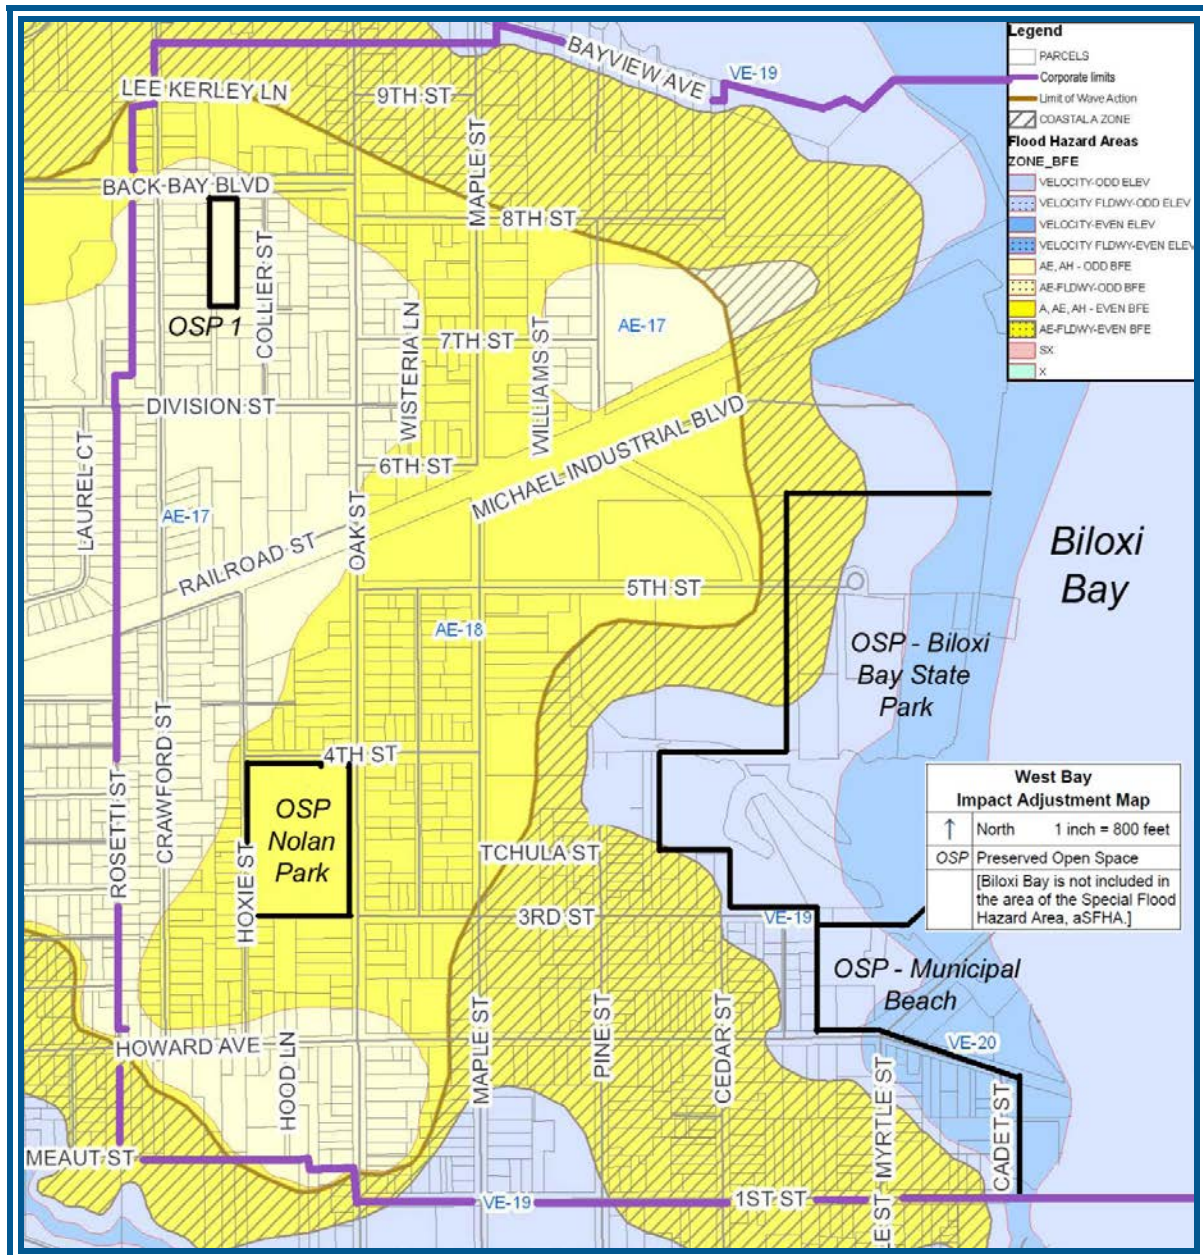 Legend
PARCELS
Corporate limits
Limit of Wave Action
COASTAL A ZONE
Flood Hazard Areas
ZONE_BFE
VELOCITY-ODD ELEV
VELOCITY FLDWY-ODD ELEV
VELOCITY-EVEN ELEV
VELOCITY FLDWY-EVEN ELEV
AE, AH - ODD BFE
AE-FLDWY-ODD BFE
A, AE, AH - EVEN BFE
AE-FLDWY-EVEN BFE
SX
X
BAYVIEW AVE
VE-19
LEE KERLEY LN
9TH ST
MAPLE ST
BACK BAY BLVD
8TH ST
COLLIER ST
OSP 1
WISTERIA LN
7TH ST
WILLIAMS ST
AE-17
DIVISION ST
LAUREL CT
6TH ST
MICHAEL INDUSTRIAL BLVD
AE-17
OAK ST
RAILROAD ST
Biloxi
Bay
5TH ST
AE-18
OSP - Biloxi
Bay State
Park
ROSETTI ST
CRAWFORD ST
4TH ST
OSP
Nolan
Park
HOXIE ST
TCHULA ST
3RD ST
VE-19
West Bay
Impact Adjustment Map
↑ North 1 inch = 800 feet
OSP Preserved Open Space
[Biloxi Bay is not included in
the area of the Special Flood
Hazard Area, aSFHA.]
OSP - Municipal
Beach
HOWARD AVE
HOOD LN
MAPLE ST
PINE ST
CEDAR ST
VE-20
MYRTLE ST
CADET ST
MEAUT ST
VE-19
1ST ST
LE ST